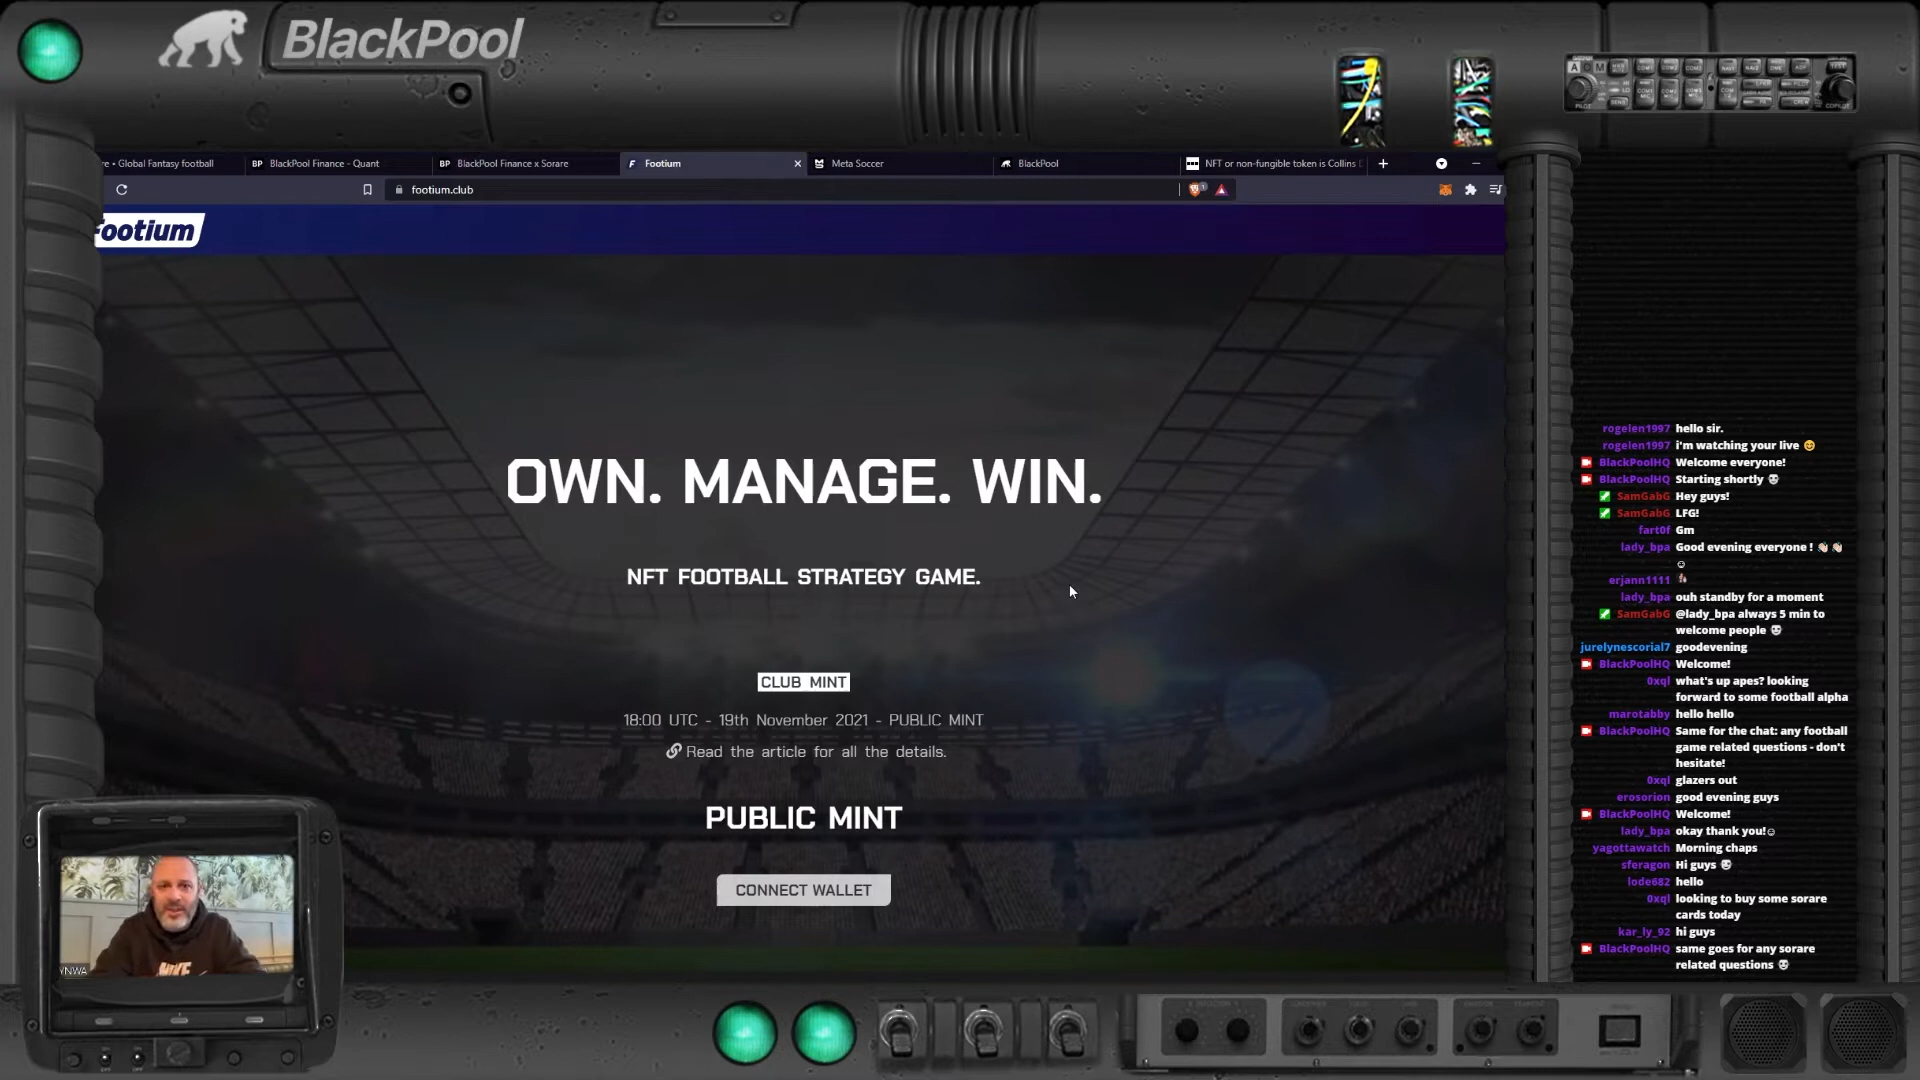 BlackPool
re • Global Fantasy football
BP BlackPool Finance - Quant
BP BlackPool Finance x Sorare
F Footium
Meta Soccer
BlackPool
NFT or non-fungible token is Collins
footium.club
Footium
OWN. MANAGE. WIN.
NFT FOOTBALL STRATEGY GAME.
CLUB MINT
18:00 UTC - 19th November 2021 - PUBLIC MINT
Read the article for all the details.
PUBLIC MINT
CONNECT WALLET
YNWA
NIKE
rogelen1997 hello sir.
rogelen1997 i'm watching your live
BlackPoolHQ Welcome everyone!
BlackPoolHQ Starting shortly
SamGabG Hey guys!
SamGabG LFG!
fart0f Gm
lady_bpa Good evening everyone !
erjann1111
lady_bpa ouh standby for a moment
SamGabG @lady_bpa always 5 min to
welcome people
jurelynescorial7 goodevening
BlackPoolHQ Welcome!
0xql what's up apes? looking
forward to some football alpha
marotabby hello hello
BlackPoolHQ Same for the chat: any football
game related questions - don't
hesitate!
0xql glazers out
erosorion good evening guys
BlackPoolHQ Welcome!
lady_bpa okay thank you!
yagottawatch Morning chaps
sferagon Hi guys
lode682 hello
0xql looking to buy some sorare
cards today
kar_ly_92 hi guys
BlackPoolHQ same goes for any sorare
related questions